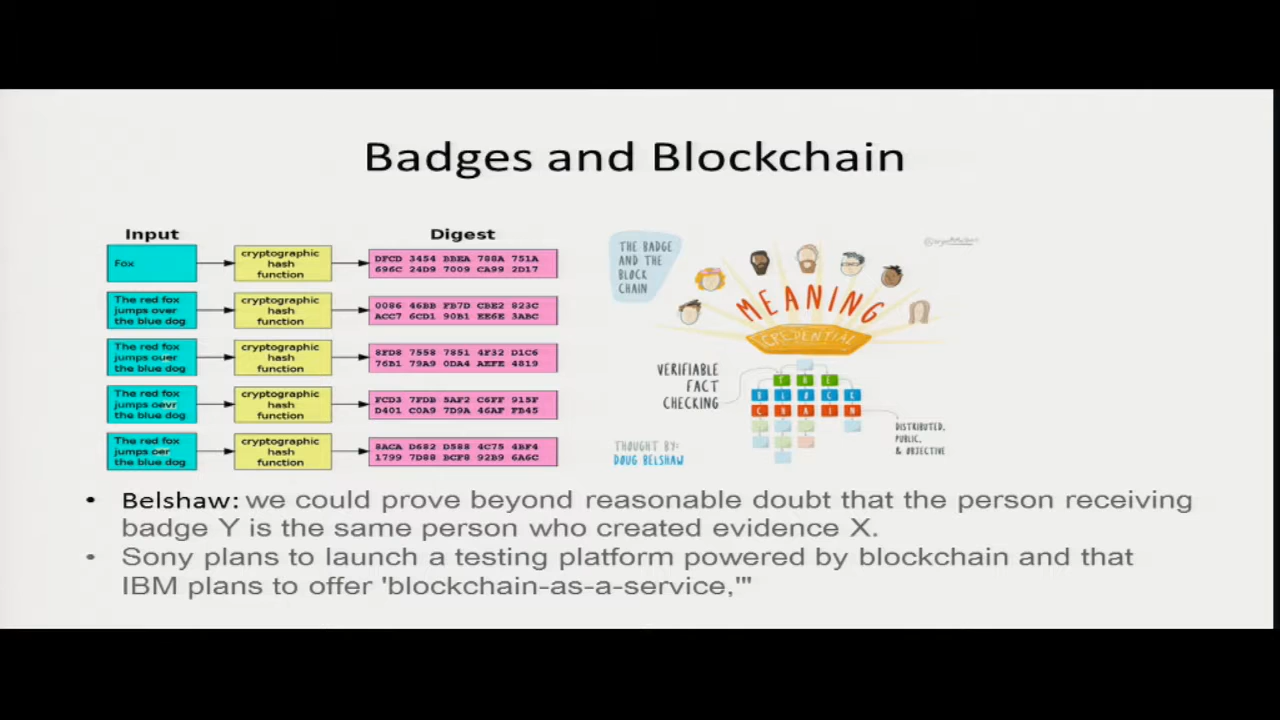 Badges and Blockchain
Input
Digest
Fox
cryptographic
hash
function
DFCD 3454 BBEA 788A 751A
696C 24D9 7009 CA99 2D17
The red fox
jumps over
the blue dog
cryptographic
hash
function
0086 46BB FB7D CBE2 823C
ACC7 6CD1 90B1 EE6E 3ABC
The red fox
jumps ouer
the blue dog
cryptographic
hash
function
8FD8 7558 7851 4F32 D1C6
76B1 79A9 0DA4 AEFE 4819
The red fox
jumps oevr
the blue dog
cryptographic
hash
function
FCD3 7FDB 5AF2 C6FF 915F
D401 C0A9 7D9A 46AF FB45
The red fox
jumps oer
the blue dog
cryptographic
hash
function
8ACA D682 D588 4C75 4BF4
1799 7D88 BCF8 92B9 6A6C
THE BADGE
AND THE
BLOCK
CHAIN
MEANING
CREDENTIAL
VERIFIABLE
FACT
CHECKING
THE
BLOCK
CHAIN
DISTRIBUTED,
PUBLIC,
& OBJECTIVE
THOUGHT BY:
DOUG BELSHAW
• Belshaw: we could prove beyond reasonable doubt that the person receiving
badge Y is the same person who created evidence X.
• Sony plans to launch a testing platform powered by blockchain and that
IBM plans to offer 'blockchain-as-a-service,'"